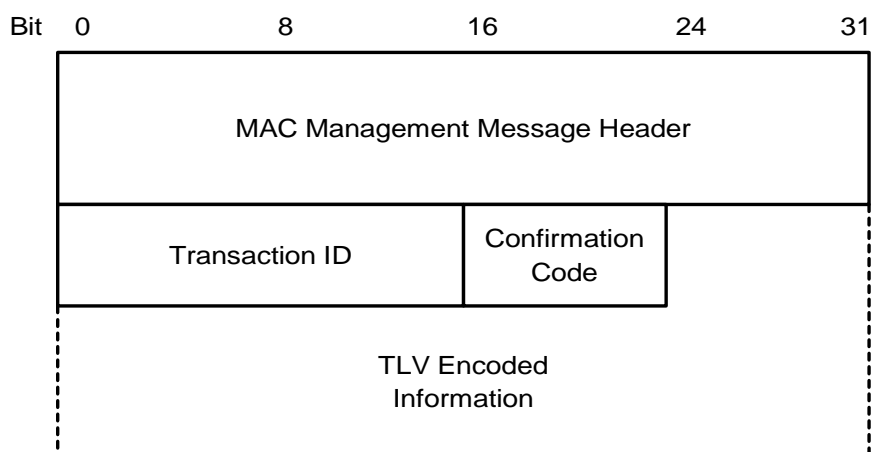 Bit 0 8 16 24 31
MAC Management Message Header
Transaction ID
Confirmation
Code
TLV Encoded
Information